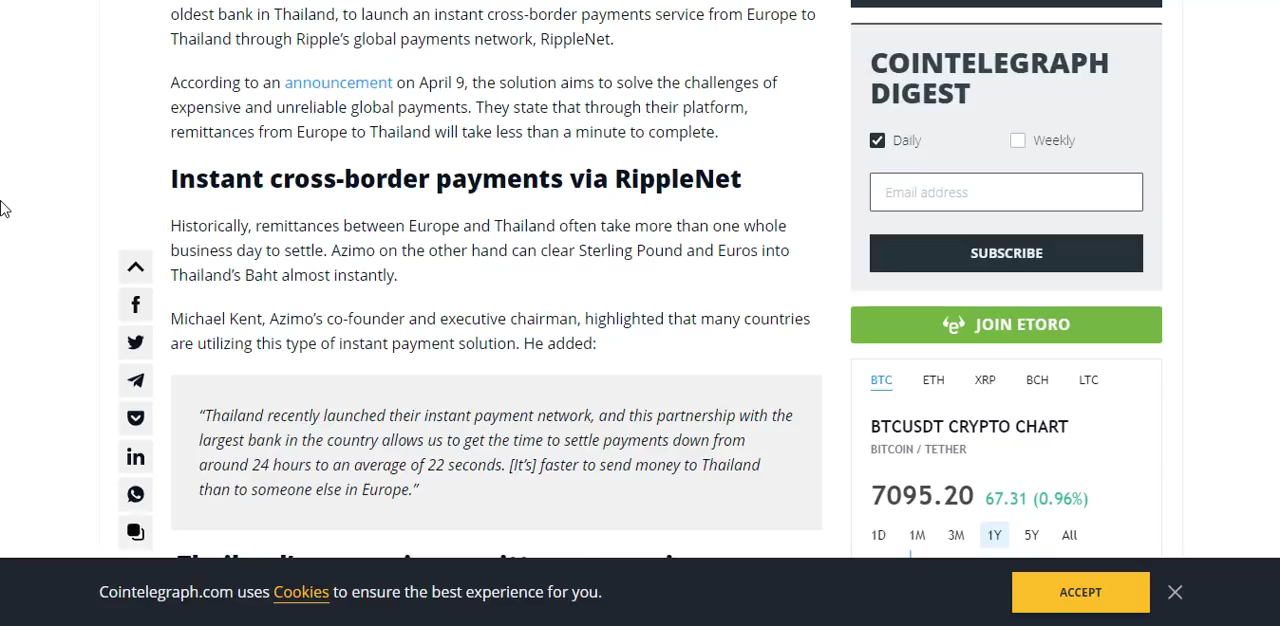 oldest bank in Thailand, to launch an instant cross-border payments service from Europe to
Thailand through Ripple’s global payments network, RippleNet.
According to an announcement on April 9, the solution aims to solve the challenges of
expensive and unreliable global payments. They state that through their platform,
remittances from Europe to Thailand will take less than a minute to complete.
Instant cross-border payments via RippleNet
Historically, remittances between Europe and Thailand often take more than one whole
business day to settle. Azimo on the other hand can clear Sterling Pound and Euros into
Thailand’s Baht almost instantly.
Michael Kent, Azimo’s co-founder and executive chairman, highlighted that many countries
are utilizing this type of instant payment solution. He added:
“Thailand recently launched their instant payment network, and this partnership with the
largest bank in the country allows us to get the time to settle payments down from
around 24 hours to an average of 22 seconds. [It’s] faster to send money to Thailand
than to someone else in Europe.”
COINTELEGRAPH
DIGEST
Daily Weekly
Email address
SUBSCRIBE
JOIN ETORO
BTC ETH XRP BCH LTC
BTCUSDT CRYPTO CHART
BITCOIN / TETHER
7095.20 67.31 (0.96%)
1D 1M 3M 1Y 5Y All
Cointelegraph.com uses Cookies to ensure the best experience for you.
ACCEPT